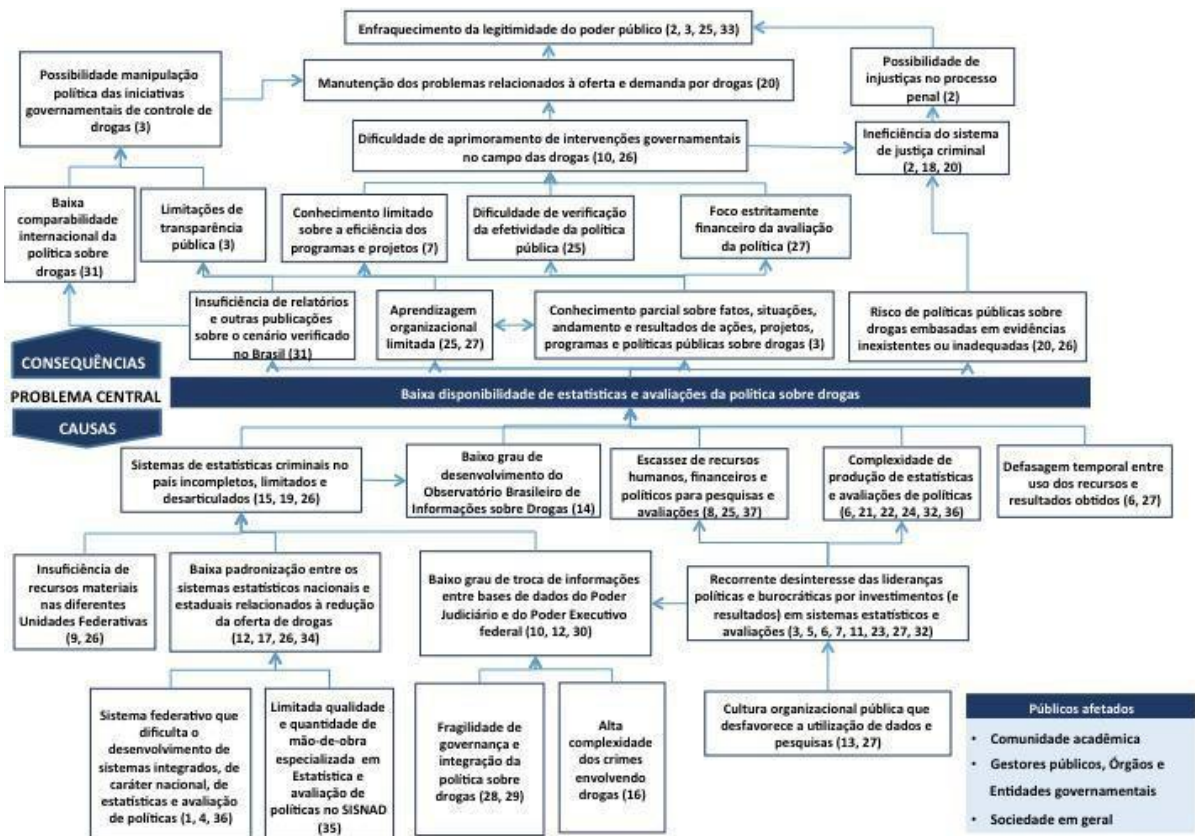 Enfraquecimento da legitimidade do poder público (2, 3, 25, 33)
Possibilidade manipulação
política das iniciativas
governamentais de controle de
drogas (3)
Manutenção dos problemas relacionados à oferta e demanda por drogas (20)
Possibilidade de
injustiças no processo
penal (2)
Dificuldade de aprimoramento de intervenções governamentais
no campo das drogas (10, 26)
Ineficiência do sistema
de justiça criminal
(2, 18, 20)
Baixa
comparabilidade
internacional da
política sobre
drogas (31)
Limitações de
transparência
pública (3)
Conhecimento limitado
sobre a eficiência dos
programas e projetos (7)
Dificuldade de verificação
da efetividade da política
pública (25)
Foco estritamente
financeiro da avaliação
da política (27)
Insuficiência de relatórios
e outras publicações
sobre o cenário verificado
no Brasil (31)
Aprendizagem
organizacional
limitada (25, 27)
Conhecimento parcial sobre fatos, situações,
andamento e resultados de ações, projetos,
programas e políticas públicas sobre drogas (3)
Risco de políticas públicas sobre
drogas embasadas em evidências
inexistentes ou inadequadas (20, 26)
CONSEQUÊNCIAS
PROBLEMA CENTRAL
CAUSAS
Baixa disponibilidade de estatísticas e avaliações da política sobre drogas
Sistemas de estatísticas criminais no
país incompletos, limitados e
desarticulados (15, 19, 26)
Baixo grau de
desenvolvimento do
Observatório Brasileiro de
Informações sobre Drogas (14)
Escassez de recursos
humanos, financeiros
e políticos para pesquisas e
avaliações (8, 25, 37)
Complexidade de
produção de estatísticas
e avaliações de políticas
(6, 21, 22, 24, 32, 36)
Defasagem temporal entre
uso dos recursos e
resultados obtidos (6, 27)
Insuficiência de
recursos materiais
nas diferentes
Unidades Federativas
(9, 26)
Baixa padronização entre os
sistemas estatísticos nacionais e
estaduais relacionados à redução
da oferta de drogas
(12, 17, 26, 34)
Baixo grau de troca de informações
entre bases de dados do Poder
Judiciário e do Poder Executivo
federal (10, 12, 30)
Recorrente desinteresse das lideranças
políticas e burocráticas por investimentos (e
resultados) em sistemas estatísticos e
avaliações (3, 5, 6, 7, 11, 23, 27, 32)
Sistema federativo que
dificulta o
desenvolvimento de
sistemas integrados, de
caráter nacional, de
estatísticas e avaliação
de políticas (1, 4, 36)
Limitada qualidade
e quantidade de
mão-de-obra
especializada em
Estatística e
avaliação de
políticas no SISNAD
(35)
Fragilidade de
governança e
integração da
política sobre
drogas (28, 29)
Alta
complexidade
dos crimes
envolvendo
drogas (16)
Cultura organizacional pública que
desfavorece a utilização de dados e
pesquisas (13, 27)
Públicos afetados
• Comunidade acadêmica
• Gestores públicos, Órgãos e
Entidades governamentais
• Sociedade em geral